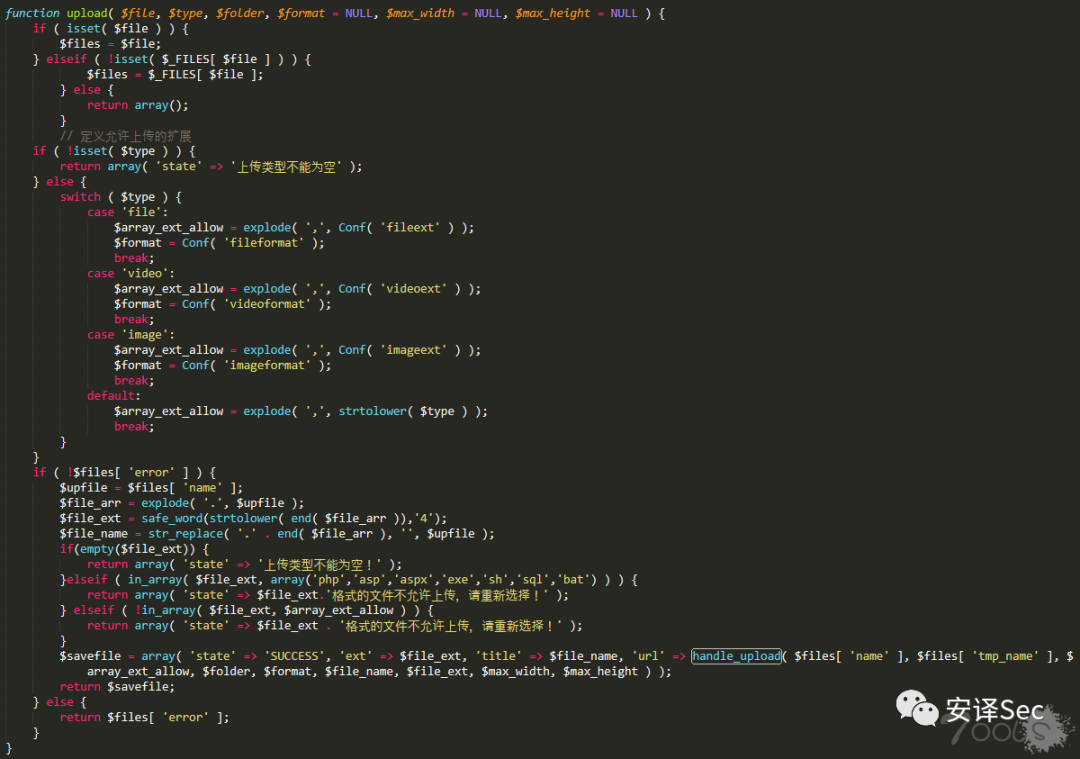 function upload( $file, $type, $folder, $format = NULL, $max_width = NULL, $max_height = NULL ) {
if ( isset( $file ) ) {
$files = $file;
} elseif ( !isset( $_FILES[ $file ] ) ) {
$files = $_FILES[ $file ];
} else {
return array();
}
// 定义允许上传的扩展
if ( !isset( $type ) ) {
return array( 'state' => '上传类型不能为空' );
} else {
switch ( $type ) {
case 'file':
$array_ext_allow = explode( ',', Conf( 'fileext' ) );
$format = Conf( 'fileformat' );
break;
case 'video':
$array_ext_allow = explode( ',', Conf( 'videoext' ) );
$format = Conf( 'videoformat' );
break;
case 'image':
$array_ext_allow = explode( ',', Conf( 'imageext' ) );
$format = Conf( 'imageformat' );
break;
default:
$array_ext_allow = explode( ',', strtolower( $type ) );
break;
}
}
if ( !$files[ 'error' ] ) {
$upfile = $files[ 'name' ];
$file_arr = explode( '.', $upfile );
$file_ext = safe_word(strtolower( end( $file_arr )),'4');
$file_name = str_replace( '.' . end( $file_arr ), '', $upfile );
if(empty($file_ext)) {
return array( 'state' => '上传类型不能为空！' );
}elseif ( in_array( $file_ext, array('php','asp','aspx','exe','sh','sql','bat') ) ) {
return array( 'state' => $file_ext.'格式的文件不允许上传，请重新选择！' );
} elseif ( !in_array( $file_ext, $array_ext_allow ) ) {
return array( 'state' => $file_ext . '格式的文件不允许上传，请重新选择！' );
}
$savefile = array( 'state' => 'SUCCESS', 'ext' => $file_ext, 'title' => $file_name, 'url' => handle_upload( $files[ 'name' ], $files[ 'tmp_name' ], $
array_ext_allow, $folder, $format, $file_name, $file_ext, $max_width, $max_height ) );
return $savefile;
} else {
return $files[ 'error' ];
}
}
安译Sec
7ools